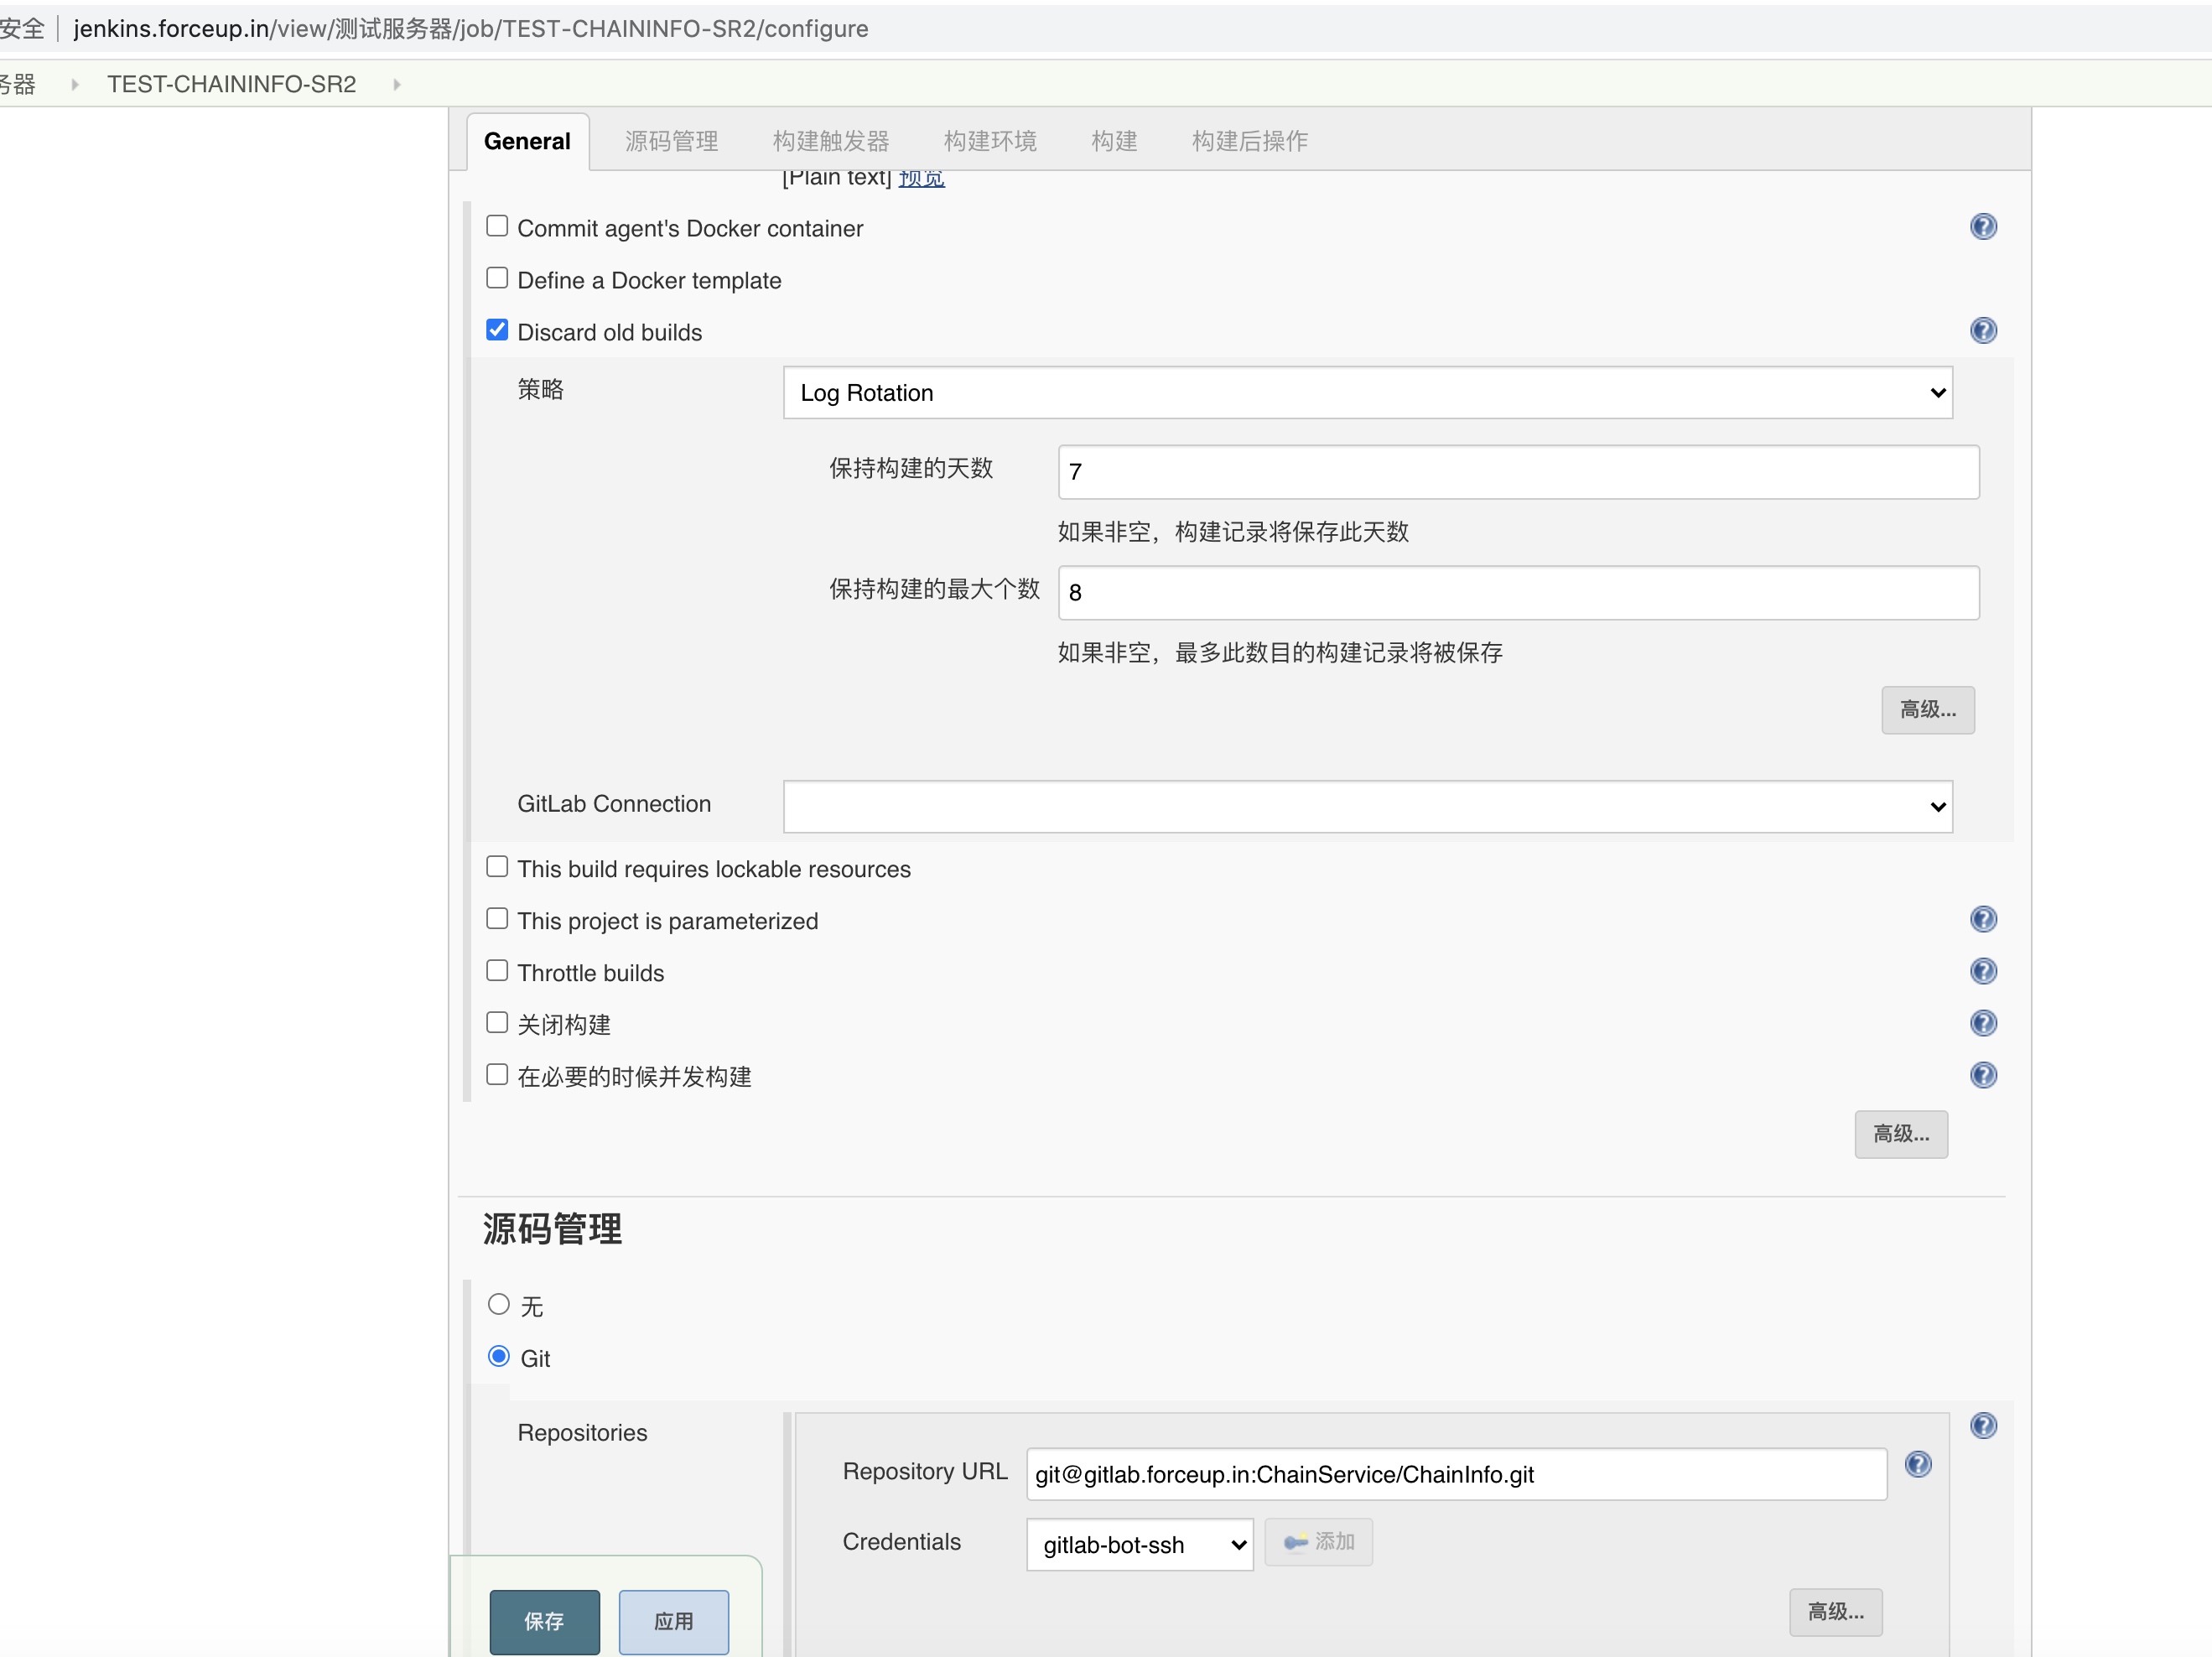 安全 | jenkins.forceup.in/view/测试服务器/job/TEST-CHAININFO-SR2/configure
务器 TEST-CHAININFO-SR2
General 源码管理 构建触发器 构建环境 构建 构建后操作
[Plain text] 预览
Commit agent's Docker container
Define a Docker template
Discard old builds
策略 Log Rotation
保持构建的天数 7
如果非空，构建记录将保存此天数
保持构建的最大个数 8
如果非空，最多此数目的构建记录将被保存
高级...
GitLab Connection
This build requires lockable resources
This project is parameterized
Throttle builds
关闭构建
在必要的时候并发构建
高级...
源码管理
无
Git
Repositories
Repository URL git@gitlab.forceup.in:ChainService/ChainInfo.git
Credentials gitlab-bot-ssh 添加
高级...
保存 应用